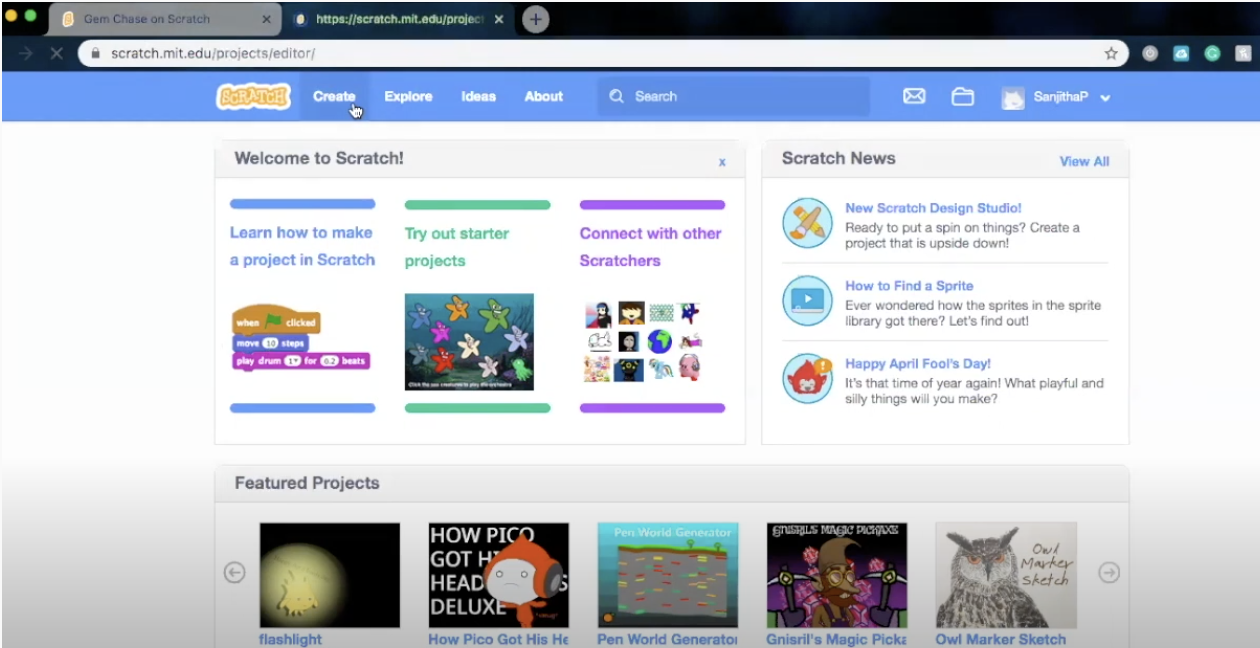 Gem Chase on Scratch
https://scratch.mit.edu/project
scratch.mit.edu/projects/editor/
SCRATCH
Create
Explore
Ideas
About
Search
SanjithaP
Welcome to Scratch!
x
Learn how to make
a project in Scratch
Try out starter
projects
Connect with other
Scratchers
when clicked
move 10 steps
play drum 1 for 0.2 beats
Click the sea creatures to play the orchestra
Scratch News
View All
New Scratch Design Studio!
Ready to put a spin on things? Create a
project that is upside down!
How to Find a Sprite
Ever wondered how the sprites in the sprite
library got there? Let's find out!
Happy April Fool's Day!
It's that time of year again! What playful and
silly things will you make?
Featured Projects
HOW PICO
GOT HI
HEAD S
DELUXE
Pen World Generator
GNISRIL'S MAGIC PICKAXE
Owl
Marker
Sketch
flashlight
How Pico Got His He
Pen World Generator
Gnisril's Magic Picka
Owl Marker Sketch